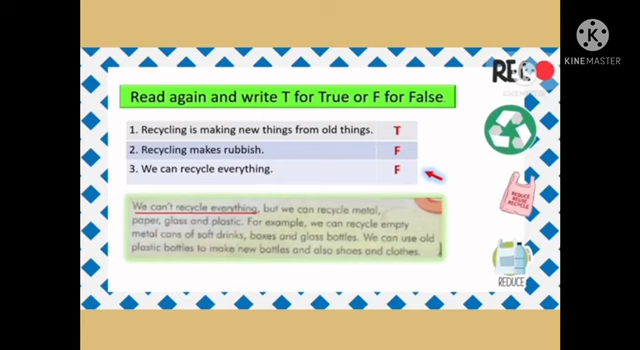 KINEMASTER
REC
Read again and write T for True or F for False.
1. Recycling is making new things from old things. T
2. Recycling makes rubbish. F
3. We can recycle everything. F
We can't recycle everything, but we can recycle metal,
paper, glass and plastic. For example, we can recycle empty
metal cans of soft drinks, boxes and glass bottles. We can use old
plastic bottles to make new bottles and also shoes and clothes.
REDUCE
REUSE
RECYCLE
REDUCE